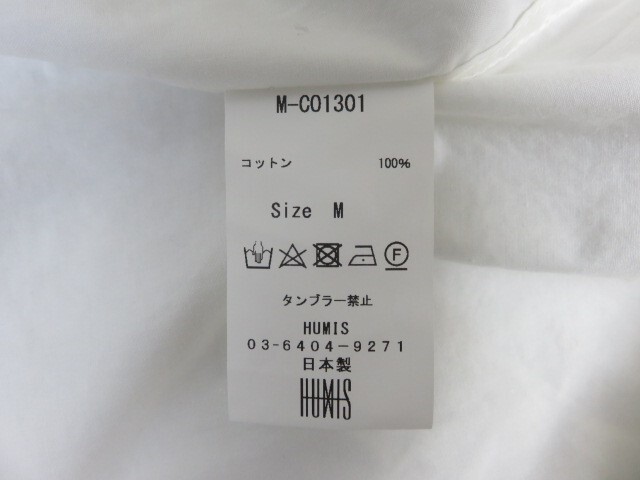 M-C01301
コットン 100%
Size M
F
タンブラー禁止
HUMIS
03-6404-9271
日本製
HUMIS